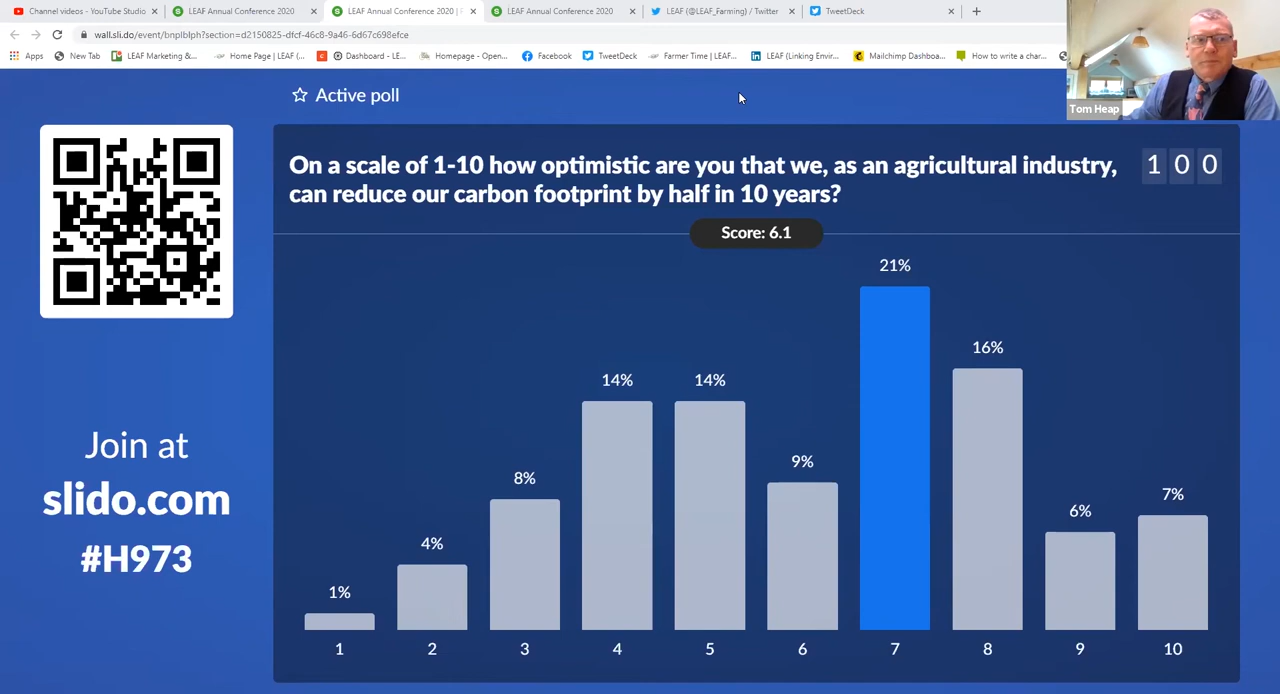 Channel videos - YouTube Studio
LEAF Annual Conference 2020
LEAF Annual Conference 2020 |
LEAF Annual Conference 2020
LEAF (@LEAF_Farming) / Twitter
TweetDeck
wall.sli.do/event/bnplblph?section=d2150825-dfcf-46c8-9a46-6d67c698efce
Apps
New Tab
LEAF Marketing &...
Home Page | LEAF (...
Dashboard - LE...
Homepage - Open...
Facebook
TweetDeck
Farmer Time | LEAF...
LEAF (Linking Envir...
Mailchimp Dashboa...
How to write a char...
Tom Heap
Active poll
On a scale of 1-10 how optimistic are you that we, as an agricultural industry,
can reduce our carbon footprint by half in 10 years?
100
Score: 6.1
1%
4%
8%
14%
14%
9%
21%
16%
6%
7%
1
2
3
4
5
6
7
8
9
10
Join at
slido.com
#H973